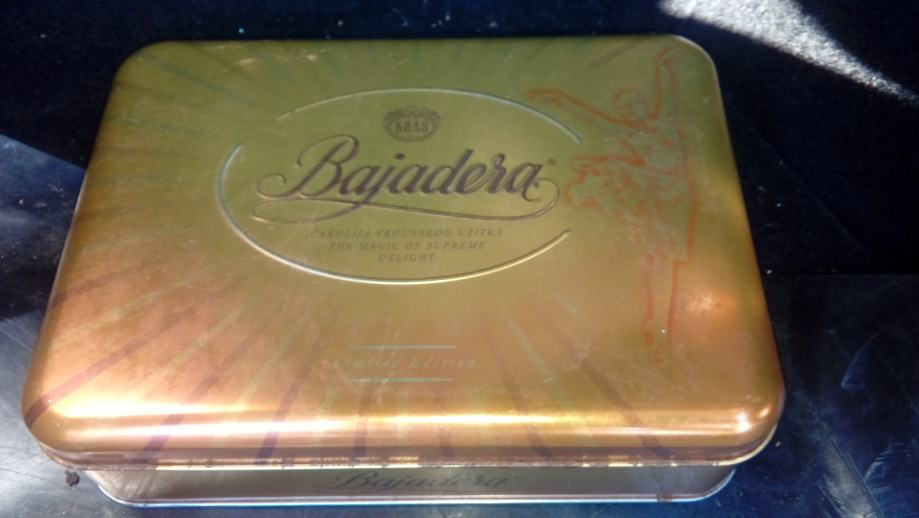 KRAŠ
Bajadera®
ČAROLIJA VRHUNSKOG UŽITKA
THE MAGIC OF SUPREME
DELIGHT
Limited Edition
Bajadera